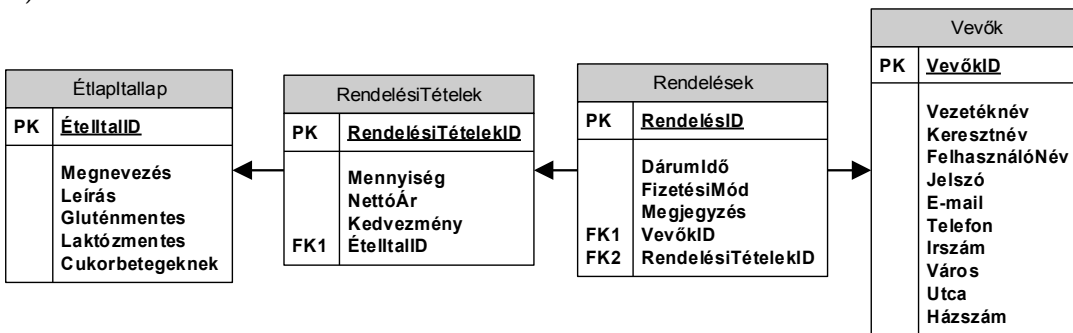 Étlapitallap
PK ÉtelItalID
Megnevezés
Leírás
Gluténmentes
Laktózmentes
Cukorbetegeknek
RendelésiTételek
PK RendelésiTételekID
Mennyiség
NettóÁr
Kedvezmény
FK1 ÉtelItalID
Rendelések
PK RendelésID
DárumIdő
FizetésiMód
Megjegyzés
FK1 VevőkID
FK2 RendelésiTételekID
Vevők
PK VevőkID
Vezetéknév
Keresztnév
FelhasználóNév
Jelszó
E-mail
Telefon
Irszám
Város
Utca
Házszám